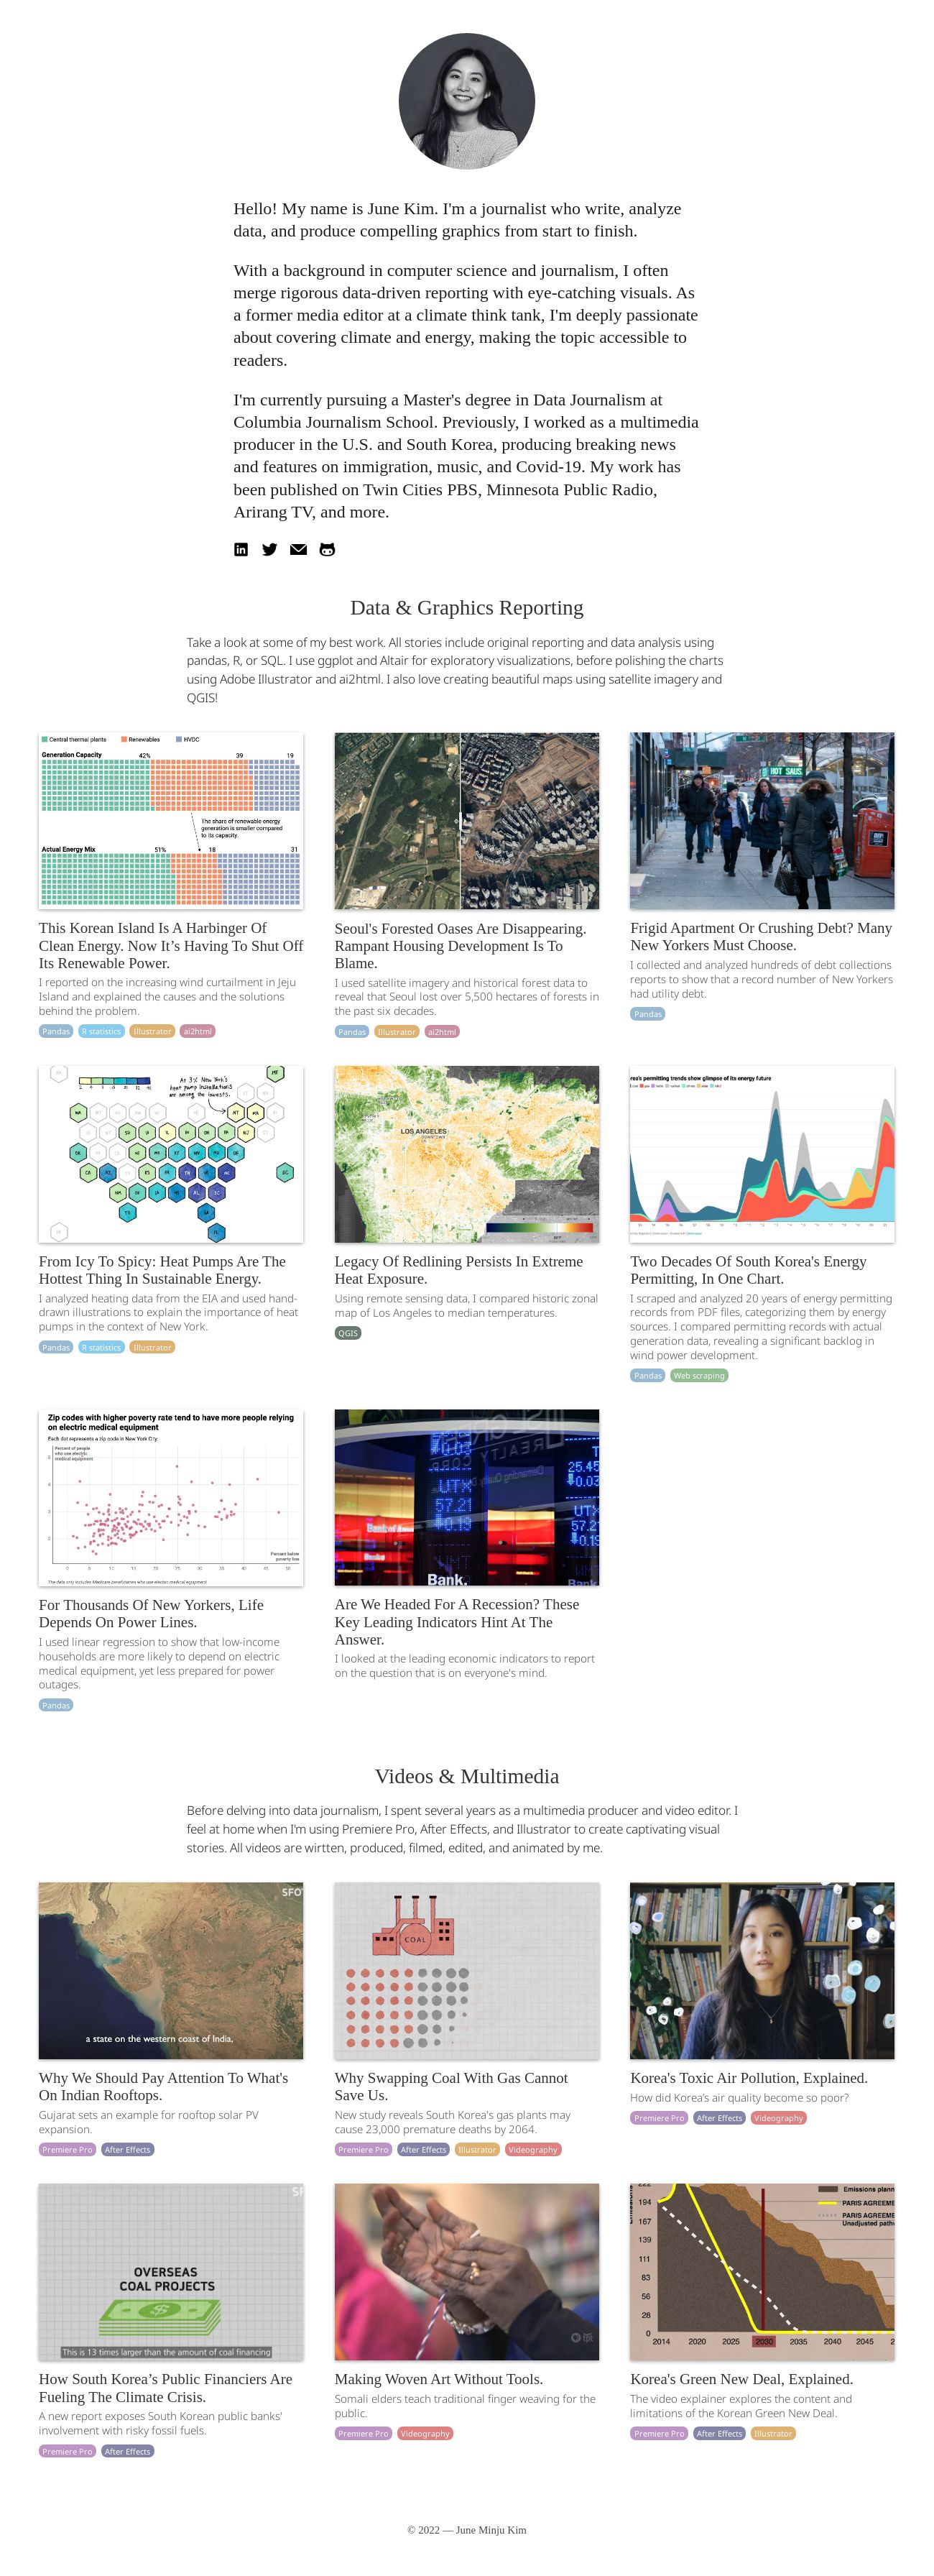 Hello! My name is June Kim. I'm a journalist who write, analyze
data, and produce compelling graphics from start to finish.
With a background in computer science and journalism, I often
merge rigorous data-driven reporting with eye-catching visuals. As
a former media editor at a climate think tank, I'm deeply passionate
about covering climate and energy, making the topic accessible to
readers.
I'm currently pursuing a Master's degree in Data Journalism at
Columbia Journalism School. Previously, I worked as a multimedia
producer in the U.S. and South Korea, producing breaking news
and features on immigration, music, and Covid-19. My work has
been published on Twin Cities PBS, Minnesota Public Radio,
Arirang TV, and more.
Data & Graphics Reporting
Take a look at some of my best work. All stories include original reporting and data analysis using
pandas, R, or SQL. I use ggplot and Altair for exploratory visualizations, before polishing the charts
using Adobe Illustrator and ai2html. I also love creating beautiful maps using satellite imagery and
QGIS!
Central thermal plants Renewables HVDC
Generation Capacity 42% 39 19
The share of renewable energy
generation is smaller compared
to its capacity.
Actual Energy Mix 51% 18 31
This Korean Island Is A Harbinger Of
Clean Energy. Now It’s Having To Shut Off
Its Renewable Power.
I reported on the increasing wind curtailment in Jeju
Island and explained the causes and the solutions
behind the problem.
Pandas R statistics Illustrator ai2html
Seoul's Forested Oases Are Disappearing.
Rampant Housing Development Is To
Blame.
I used satellite imagery and historical forest data to
reveal that Seoul lost over 5,500 hectares of forests in
the past six decades.
Pandas Illustrator ai2html
HOT SAUS
Frigid Apartment Or Crushing Debt? Many
New Yorkers Must Choose.
I collected and analyzed hundreds of debt collections
reports to show that a record number of New Yorkers
had utility debt.
Pandas
At 3% New York's
heat pump installations
are among the lowest.
From Icy To Spicy: Heat Pumps Are The
Hottest Thing In Sustainable Energy.
I analyzed heating data from the EIA and used hand-
drawn illustrations to explain the importance of heat
pumps in the context of New York.
Pandas R statistics Illustrator
LOS ANGELES
Legacy Of Redlining Persists In Extreme
Heat Exposure.
Using remote sensing data, I compared historic zonal
map of Los Angeles to median temperatures.
QGIS
rea's permitting trends show glimpse of its energy future
Two Decades Of South Korea's Energy
Permitting, In One Chart.
I scraped and analyzed 20 years of energy permitting
records from PDF files, categorizing them by energy
sources. I compared permitting records with actual
generation data, revealing a significant backlog in
wind power development.
Pandas Web scraping
Zip codes with higher poverty rate tend to have more people relying
on electric medical equipment
Each dot represents a zip code in New York City.
Percent of people
who use electric
medical equipment
Percent below
poverty line
0 5 10 15 20 25 30 35 40 45 50
The data only includes Medicare beneficiaries who use electric medical equipment.
For Thousands Of New Yorkers, Life
Depends On Power Lines.
I used linear regression to show that low-income
households are more likely to depend on electric
medical equipment, yet less prepared for power
outages.
Pandas
REALTY
CORP
UTX
57.21
0.19
25.45
0.03
Bank of
Bank.
Are We Headed For A Recession? These
Key Leading Indicators Hint At The
Answer.
I looked at the leading economic indicators to report
on the question that is on everyone's mind.
Videos & Multimedia
Before delving into data journalism, I spent several years as a multimedia producer and video editor. I
feel at home when I'm using Premiere Pro, After Effects, and Illustrator to create captivating visual
stories. All videos are wirtten, produced, filmed, edited, and animated by me.
SFO
a state on the western coast of India,
Why We Should Pay Attention To What's
On Indian Rooftops.
Gujarat sets an example for rooftop solar PV
expansion.
Premiere Pro After Effects
COAL
Why Swapping Coal With Gas Cannot
Save Us.
New study reveals South Korea's gas plants may
cause 23,000 premature deaths by 2064.
Premiere Pro After Effects Illustrator Videography
Korea's Toxic Air Pollution, Explained.
How did Korea's air quality become so poor?
Premiere Pro After Effects Videography
SF
OVERSEAS
COAL PROJECTS
This is 13 times larger than the amount of coal financing
How South Korea’s Public Financiers Are
Fueling The Climate Crisis.
A new report exposes South Korean public banks'
involvement with risky fossil fuels.
Premiere Pro After Effects
Making Woven Art Without Tools.
Somali elders teach traditional finger weaving for the
public.
Premiere Pro Videography
222
194
167
139
111
83
56
28
0
2014 2020 2025 2030 2035 2040 2045 2
Emissions
Emissions plann
PARIS AGREEME
PARIS AGREEME
Unadjusted path
Korea's Green New Deal, Explained.
The video explainer explores the content and
limitations of the Korean Green New Deal.
Premiere Pro After Effects Illustrator
© 2022 — June Minju Kim